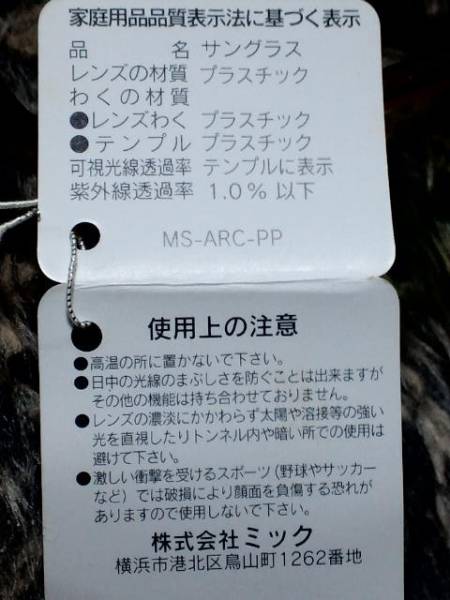 家庭用品品質表示法に基づく表示
品名 サングラス
レンズの材質 プラスチック
わくの材質
●レンズわく プラスチック
●テンプル プラスチック
可視光線透過率 テンプルに表示
紫外線透過率 1.0%以下
MS-ARC-PP
使用上の注意
●高温の所に置かないで下さい。
●日中の光線のまぶしさを防ぐことは出来ますが
その他の機能は持ち合わせておりません。
●レンズの濃淡にかかわらず太陽や溶接等の強い
光を直視したりトンネル内や暗い所での使用は
避けて下さい。
●激しい衝撃を受けるスポーツ(野球やサッカー
など)では破損により顔面を負傷する恐れが
ありますので使用しないで下さい。
株式会社ミック
横浜市港北区鳥山町1262番地